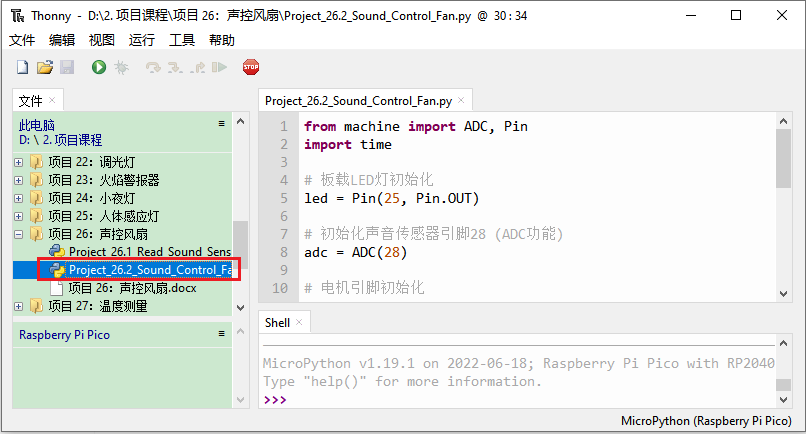 Thonny - D:\2. 项目课程\项目 26：声控风扇\Project_26.2_Sound_Control_Fan.py @ 30:34
文件 编辑 视图 运行 工具 帮助
STOP
文件
此电脑
D: \ 2. 项目课程
项目 22：调光灯
项目 23：火焰警报器
项目 24：小夜灯
项目 25：人体感应灯
项目 26：声控风扇
Project_26.1_Read_Sound_Sens
Project_26.2_Sound_Control_Fa
项目 26：声控风扇.docx
项目 27：温度测量
Raspberry Pi Pico
Project_26.2_Sound_Control_Fan.py
1 from machine import ADC, Pin
2 import time
3
4 # 板载LED灯初始化
5 led = Pin(25, Pin.OUT)
6
7 # 初始化声音传感器引脚28 (ADC功能)
8 adc = ADC(28)
9
10 # 电机引脚初始化
Shell
MicroPython v1.19.1 on 2022-06-18; Raspberry Pi Pico with RP2040
Type "help()" for more information.
>>>
MicroPython (Raspberry Pi Pico)